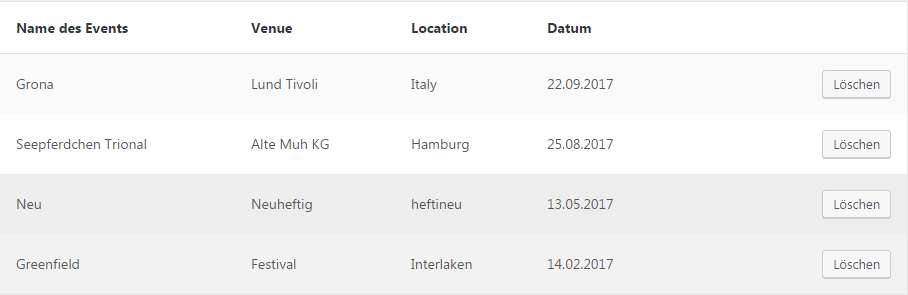 Name des Events Venue Location Datum
Grona Lund Tivoli Italy 22.09.2017 Löschen
Seepferdchen Trional Alte Muh KG Hamburg 25.08.2017 Löschen
Neu Neuheftig heftineu 13.05.2017 Löschen
Greenfield Festival Interlaken 14.02.2017 Löschen